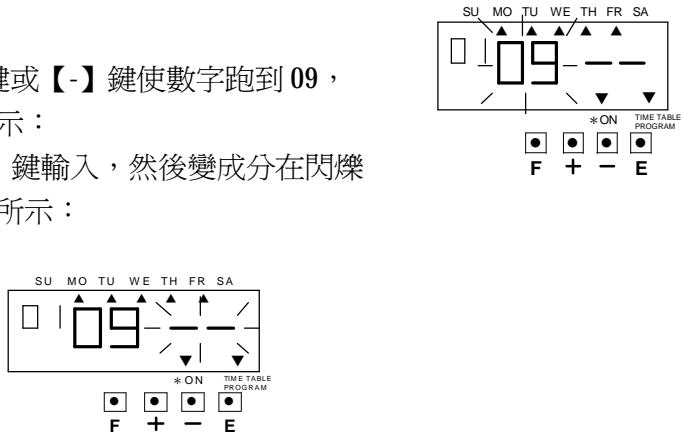 SU MO TU WE TH FR SA
鍵或【-】鍵使數字跑到 09，
01 09 --
示：
＊ON TIME TABLE PROGRAM
鍵輸入，然後變成分在閃爍
F + − E
所示：
SU MO TU WE TH FR SA
01 09 --
＊ON TIME TABLE PROGRAM
F + − E